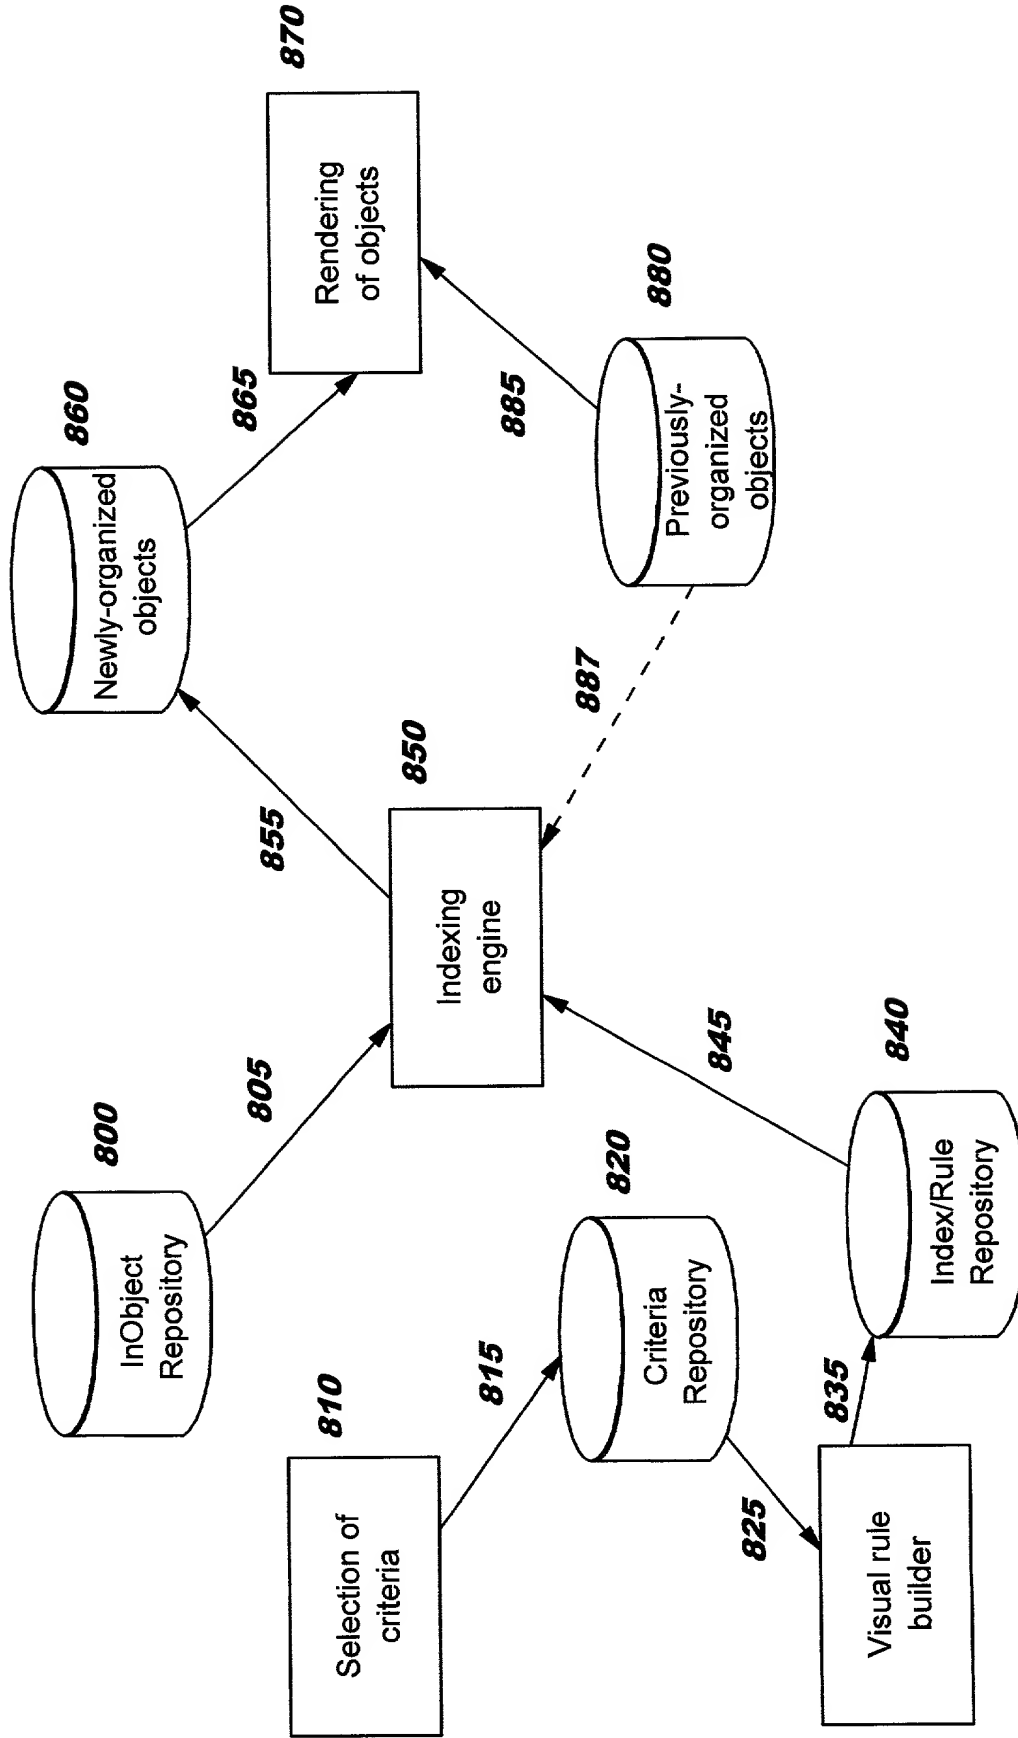 800
InObject
Repository
805
810
Selection of
criteria
815
820
Criteria
Repository
825
Visual rule
builder
835
840
Index/Rule
Repository
845
850
Indexing
engine
855
860
Newly-organized
objects
865
870
Rendering
of objects
880
Previously-
organized
objects
885
887